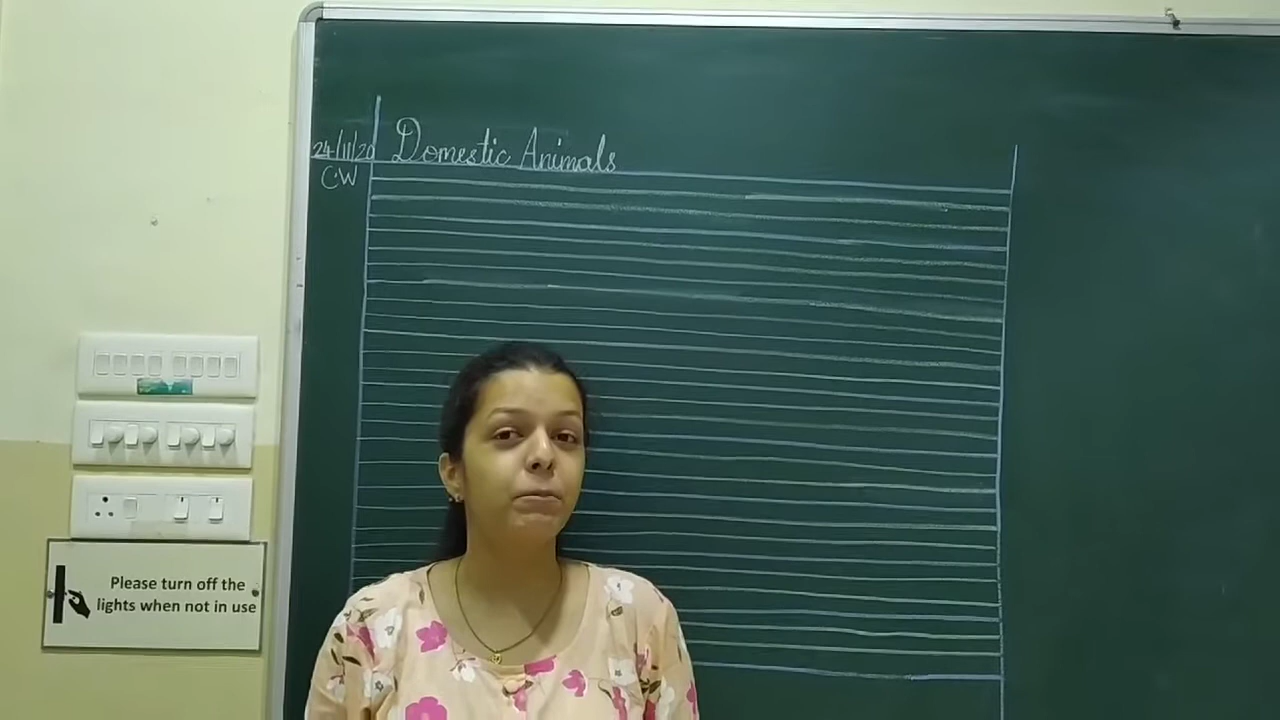 24/11/20 Domestic Animals
CW
Please turn off the
lights when not in use